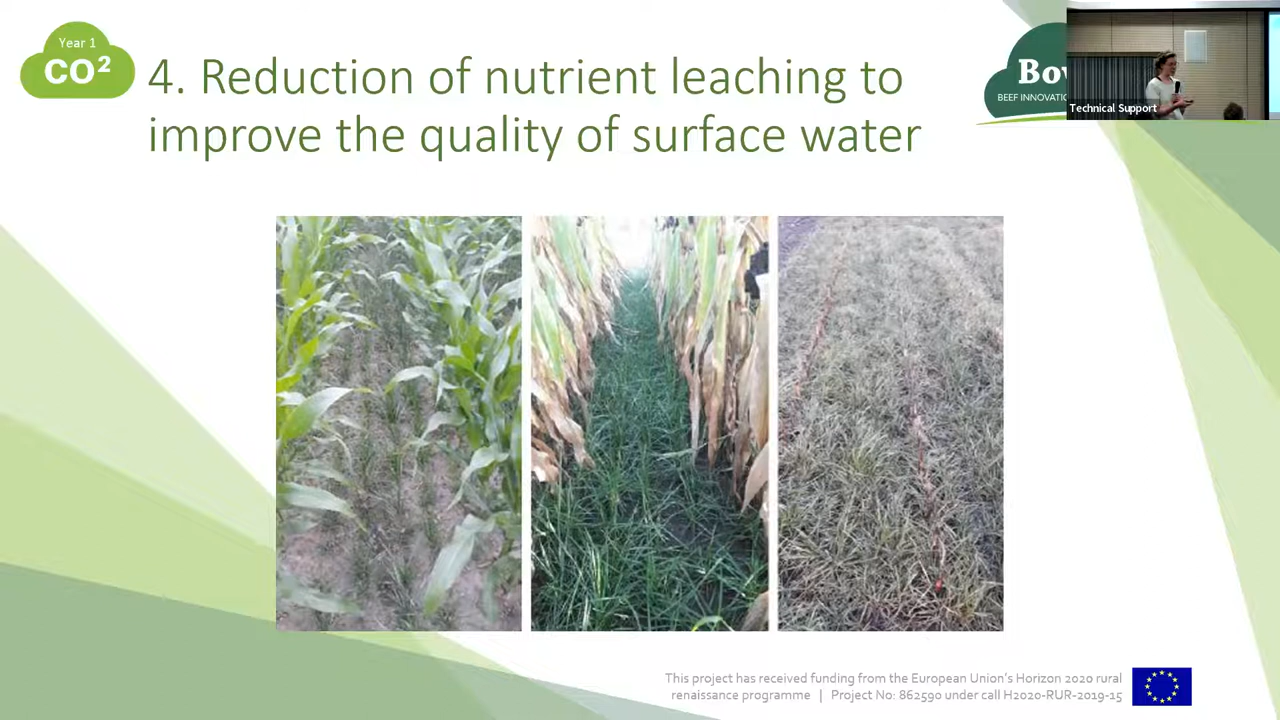 Year 1
CO²
4. Reduction of nutrient leaching to
improve the quality of surface water
BEEF
Technical Support
This project has received funding from the European Union's Horizon 2020 rural
renaissance programme | Project No: 862590 under call H2020-RUR-2019-15